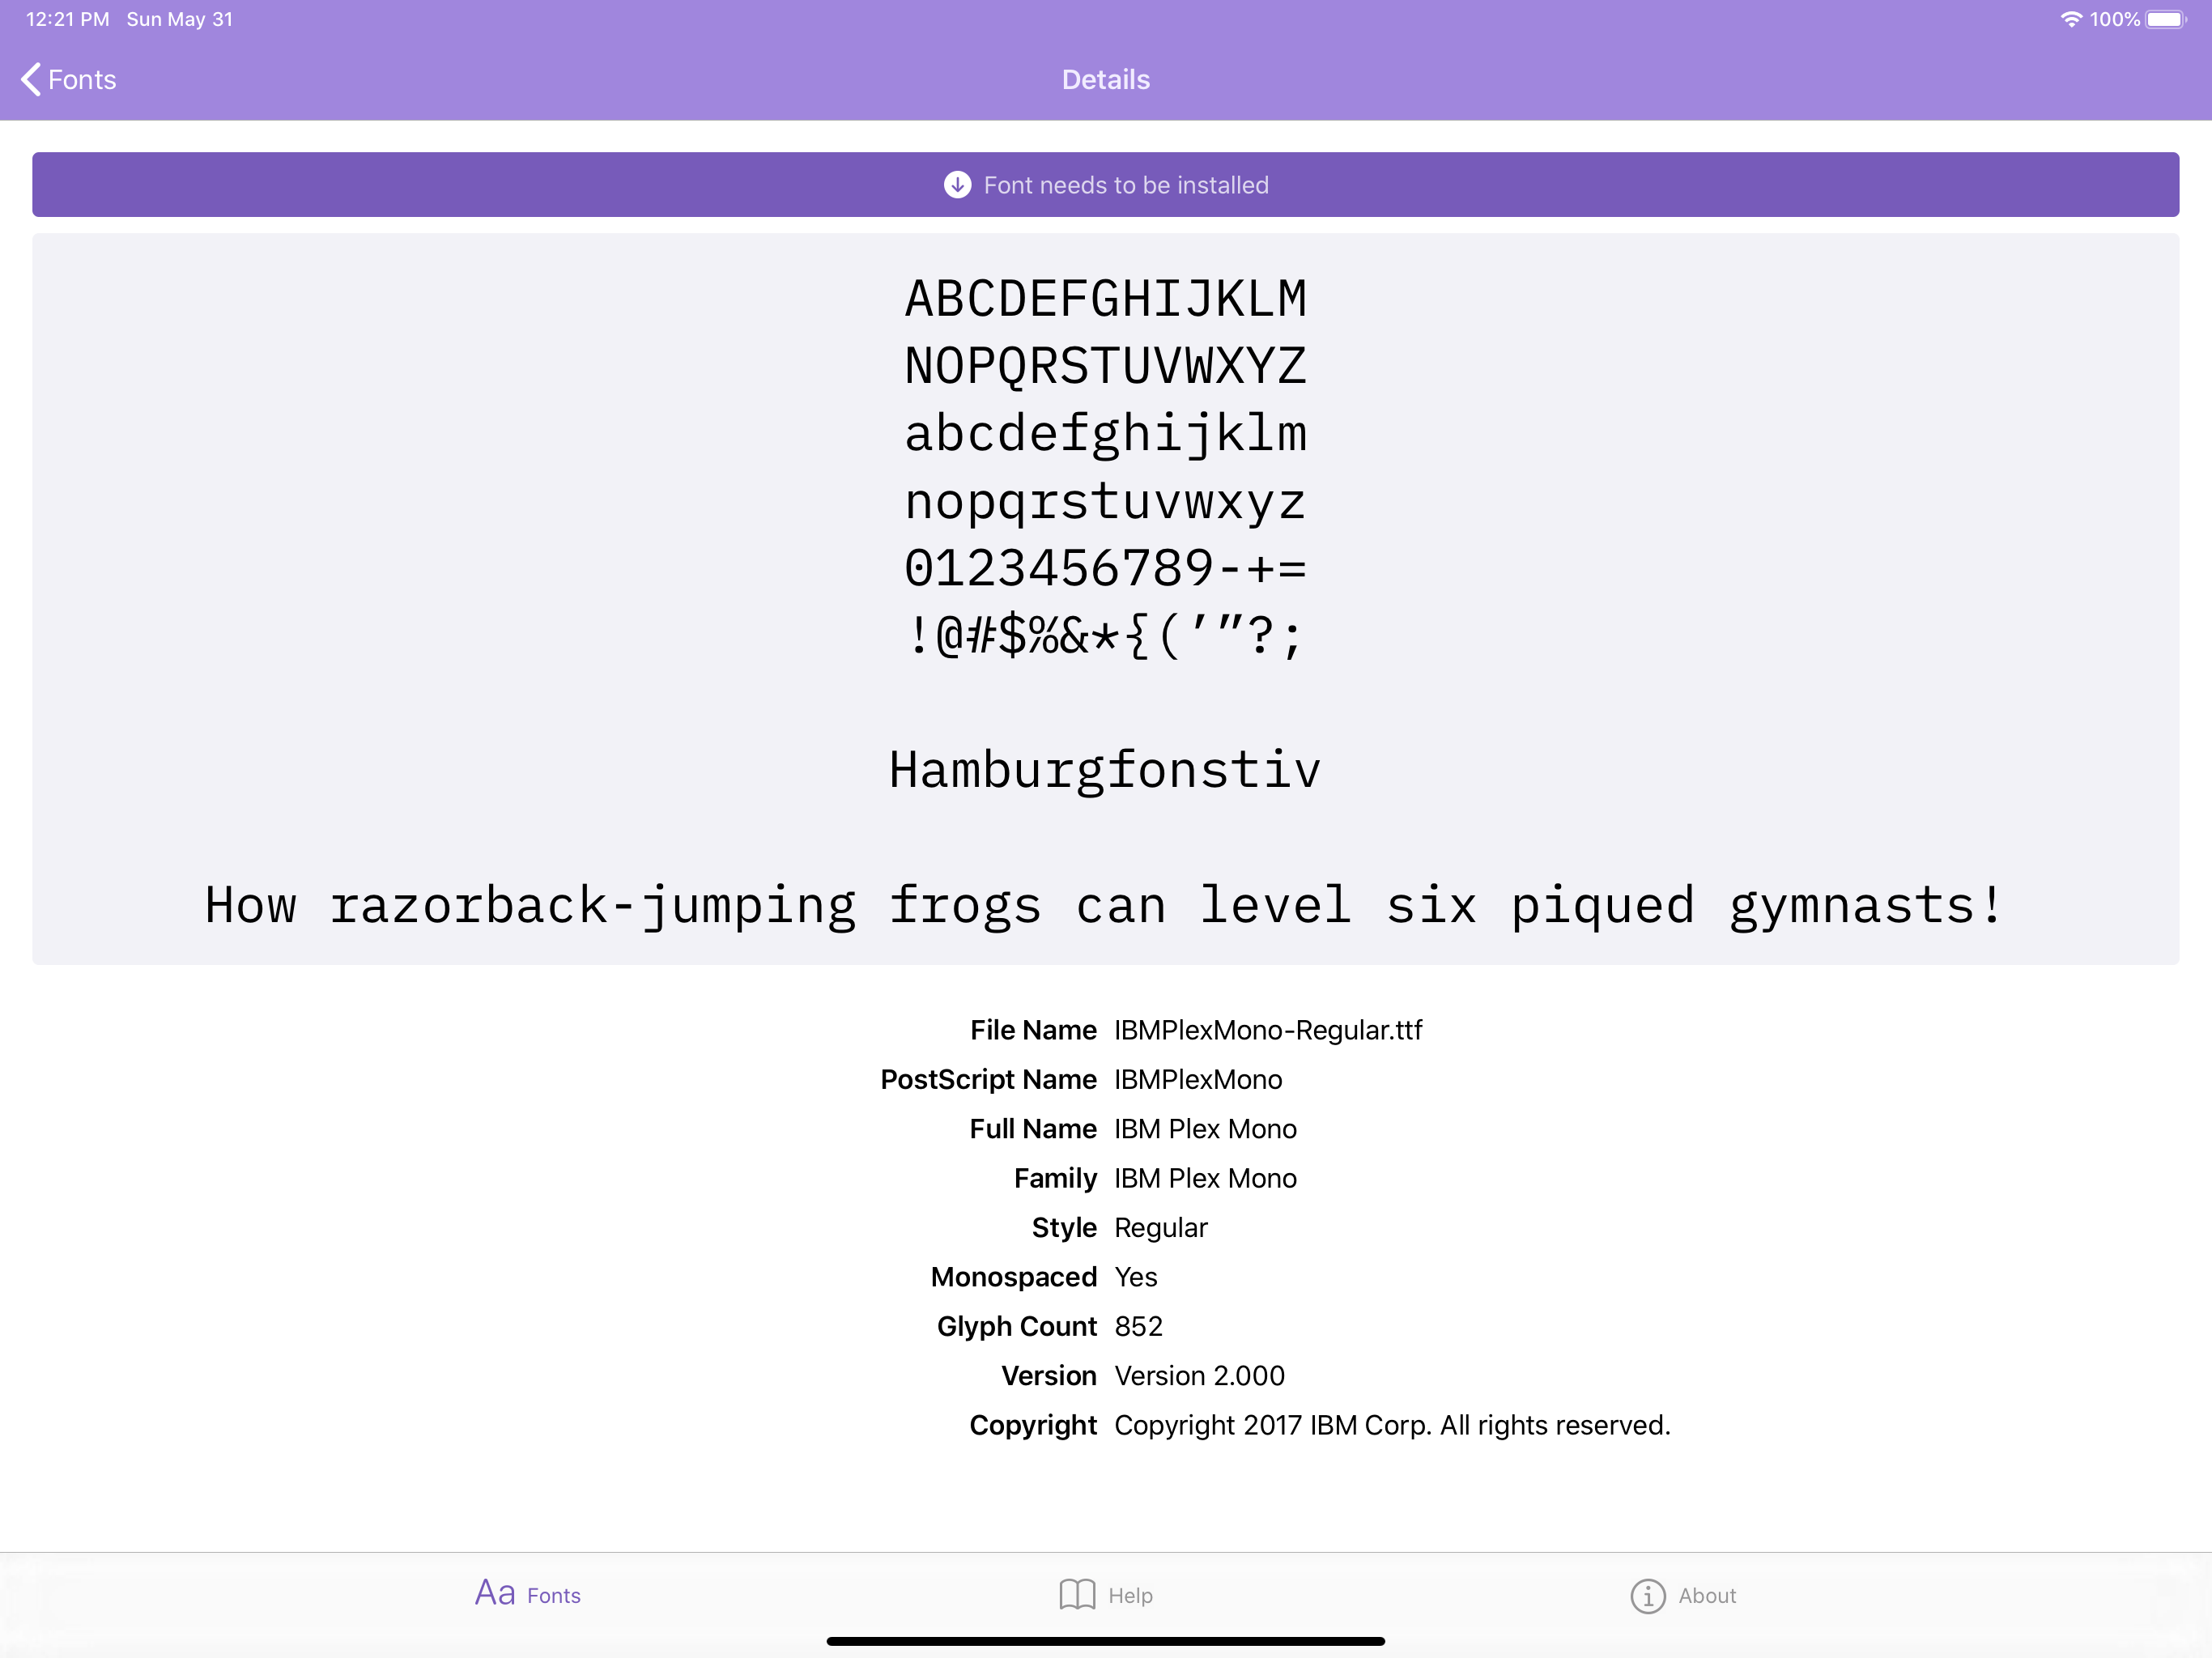 12:21 PM Sun May 31
100%
Fonts
Details
Font needs to be installed
ABCDEFGHIJKLM
NOPQRSTUVWXYZ
abcdefghijklm
nopqrstuvwxyz
0123456789-+=
!@#$%&*{(’”?;
Hamburgfonstiv
How razorback-jumping frogs can level six piqued gymnasts!
File Name IBMPlexMono-Regular.ttf
PostScript Name IBMPlexMono
Full Name IBM Plex Mono
Family IBM Plex Mono
Style Regular
Monospaced Yes
Glyph Count 852
Version Version 2.000
Copyright Copyright 2017 IBM Corp. All rights reserved.
Aa Fonts
Help
About